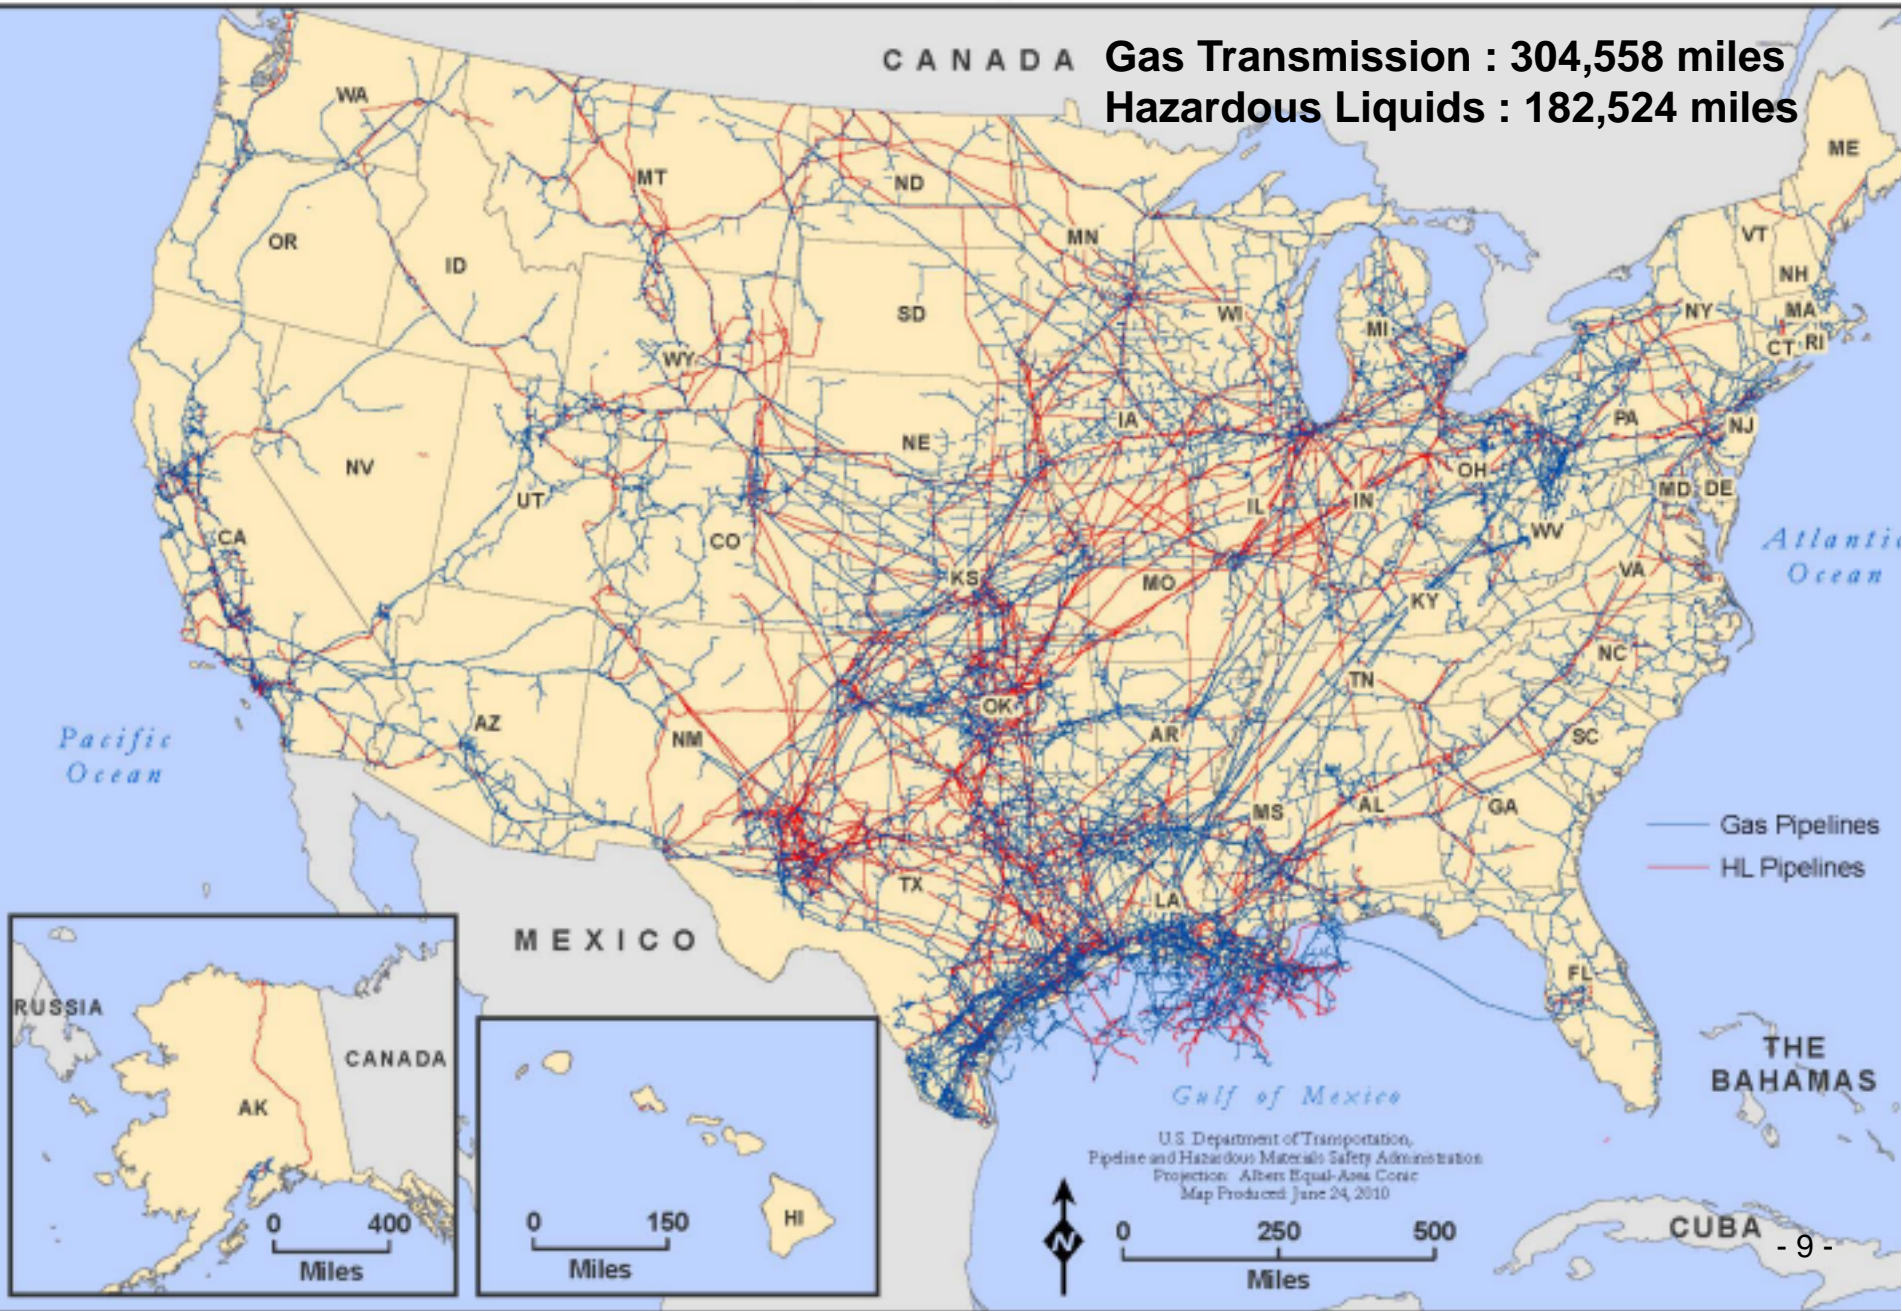 CANADA
Gas Transmission : 304,558 miles
Hazardous Liquids : 182,524 miles
WA
ME
MT
ND
OR
MN
VT
ID
NH
SD
WI
NY
MA
MI
CT RI
WY
IA
PA
NJ
NE
NV
OH
UT
IL
IN
MD DE
CA
CO
WV
Atlantic
Ocean
KS
MO
VA
KY
NC
TN
OK
AZ
NM
AR
SC
Pacific
Ocean
MS
AL
GA
Gas Pipelines
HL Pipelines
TX
LA
MEXICO
FL
RUSSIA
CANADA
AK
0 400
Miles
0 150
Miles
HI
THE
BAHAMAS
Gulf of Mexico
U.S. Department of Transportation,
Pipeline and Hazardous Materials Safety Administration
Projection: Albers Equal-Area Conic
Map Produced: June 24, 2010
N
0 250 500
Miles
CUBA
- 9 -